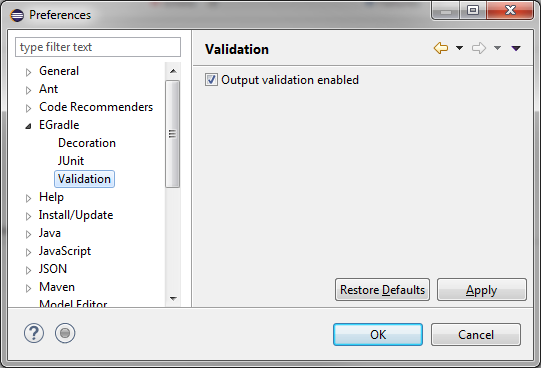 Preferences
type filter text
General
Ant
Code Recommenders
EGradle
Decoration
JUnit
Validation
Help
Install/Update
Java
JavaScript
JSON
Maven
Model Editor
Validation
Output validation enabled
Restore Defaults
Apply
?
OK
Cancel